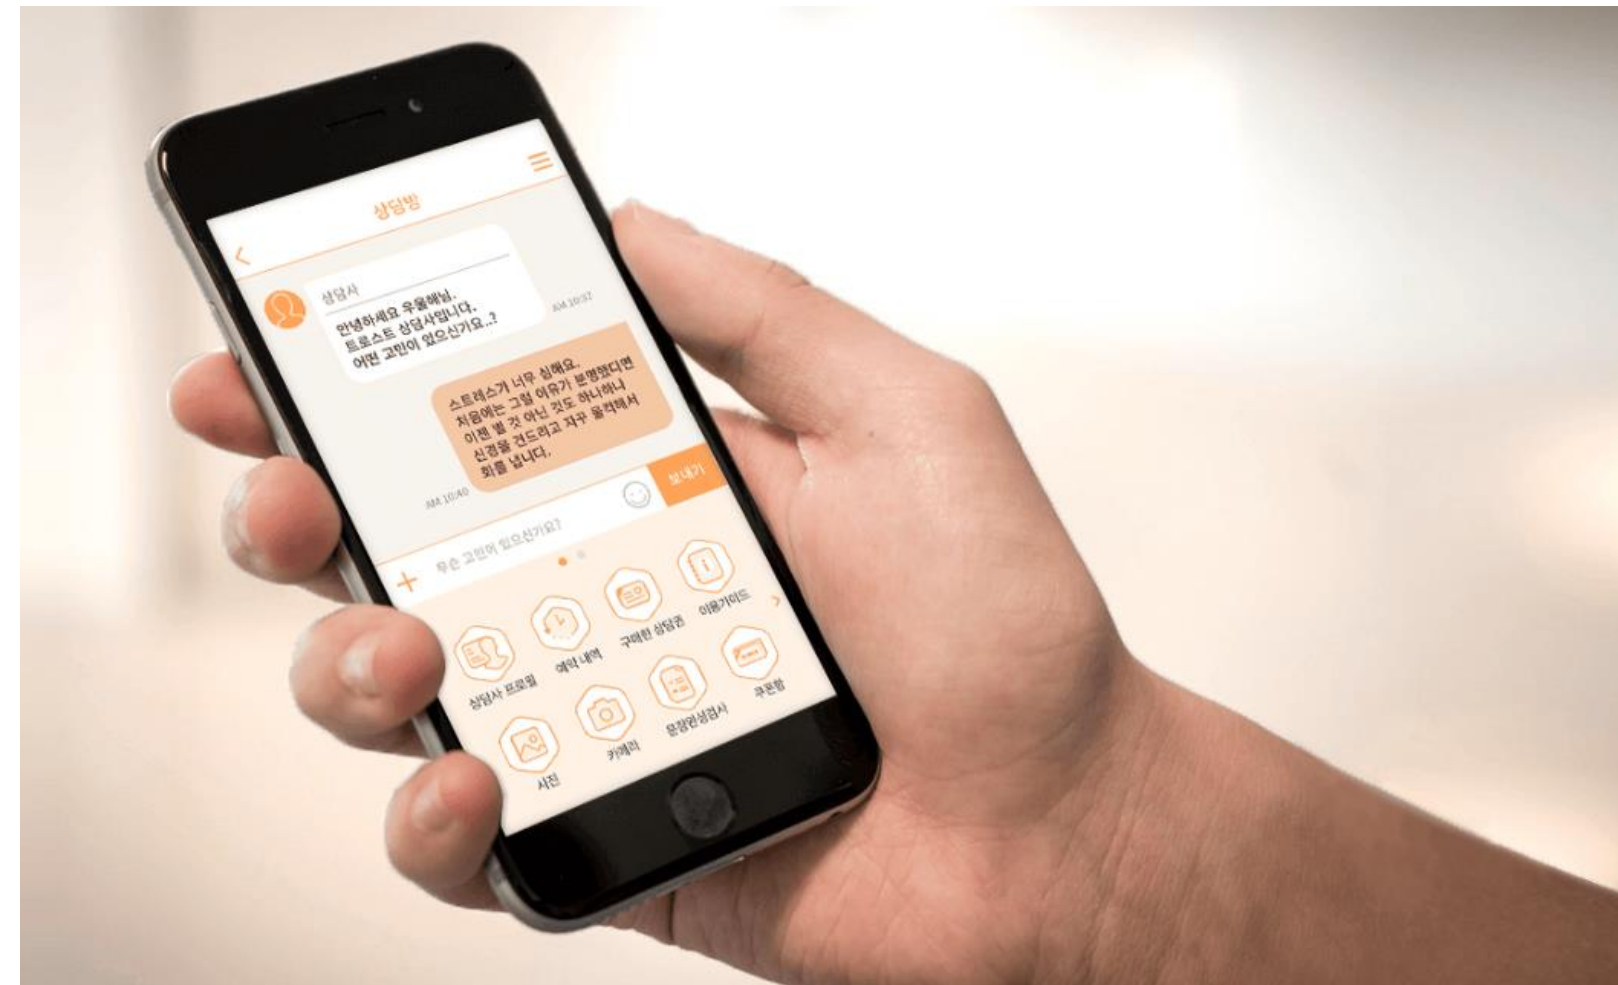 상담방
상담사
안녕하세요 우울해님.
트로스트 상담사입니다.
어떤 고민이 있으신가요..?
AM 10:37
스트레스가 너무 심해요.
처음에는 그럴 이유가 분명했다면
이젠 별 것 아닌 것도 하나하나
신경을 건드리고 자꾸 울컥해서
화를 냅니다.
AM 10:40
무슨 고민이 있으신가요?
보내기
상담사 프로필
예약 내역
구매한 상담권
이용가이드
사진
카메라
문장완성검사
쿠폰함